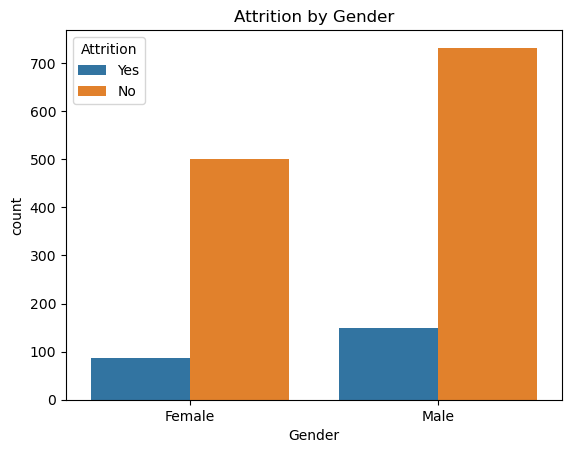 Attrition by Gender
Attrition
Yes
No
700
600
500
400
300
200
100
0
count
Female Male
Gender